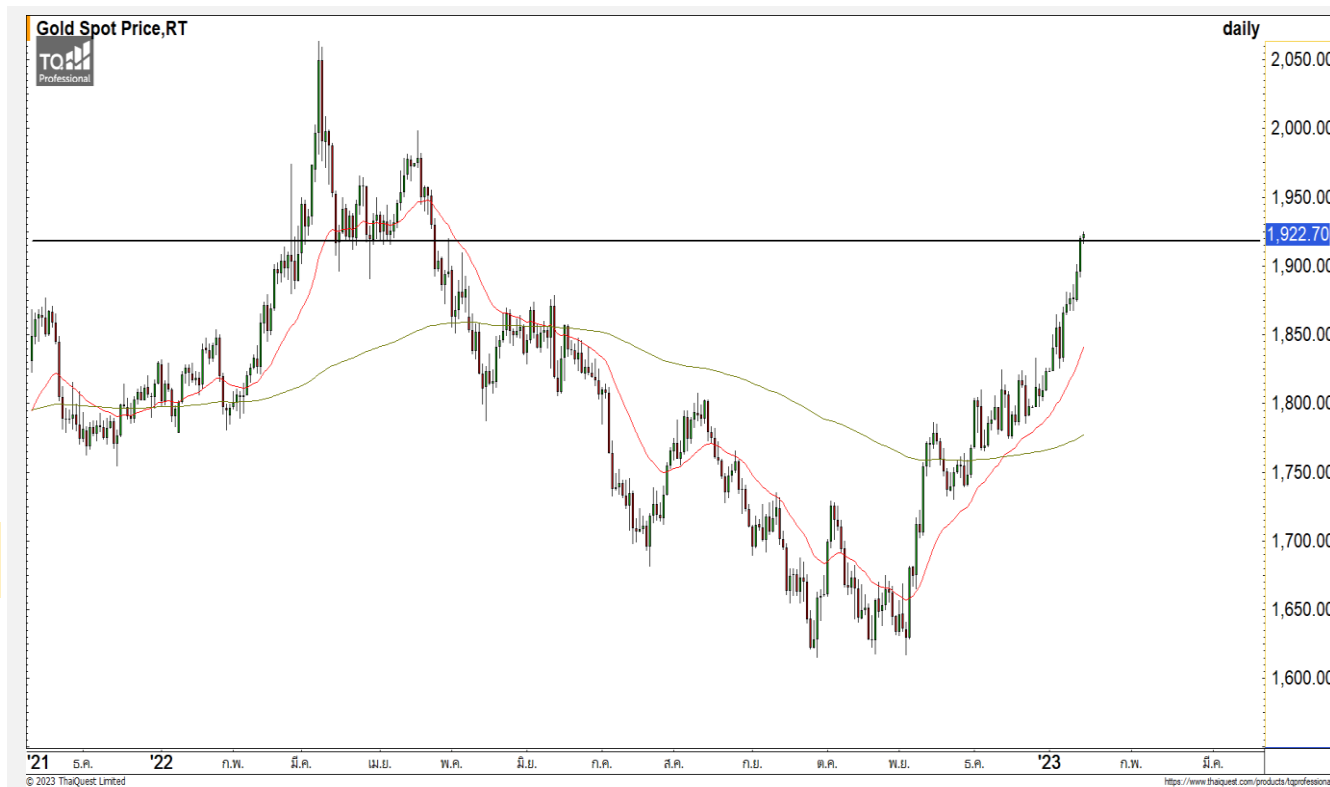 Gold Spot Price,RT
daily
TQ
Professional
2,050.00
2,000.00
1,950.00
1,922.70
1,900.00
1,850.00
1,800.00
1,750.00
1,700.00
1,650.00
1,600.00
'21 ธ.ค. '22 ก.พ. มี.ค. เม.ย. พ.ค. มิ.ย. ก.ค. ส.ค. ก.ย. ต.ค. พ.ย. ธ.ค. '23 ก.พ. มี.ค.
© 2023 ThaiQuest Limited
https://www.thaiquest.com/products/tqprofessional